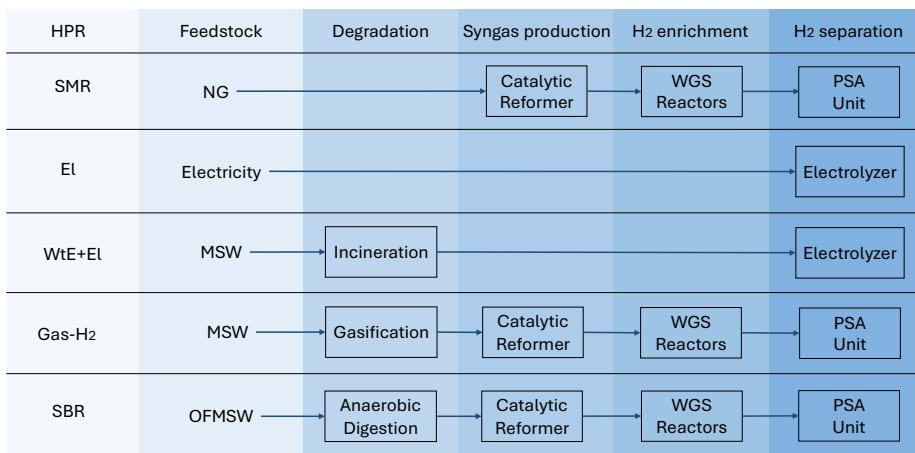 HPR Feedstock Degradation Syngas production H2 enrichment H2 separation
SMR NG Catalytic Reformer WGS Reactors PSA Unit
El Electricity Electrolyzer
WtE+El MSW Incineration Electrolyzer
Gas-H2 MSW Gasification Catalytic Reformer WGS Reactors PSA Unit
SBR OFMSW Anaerobic Digestion Catalytic Reformer WGS Reactors PSA Unit